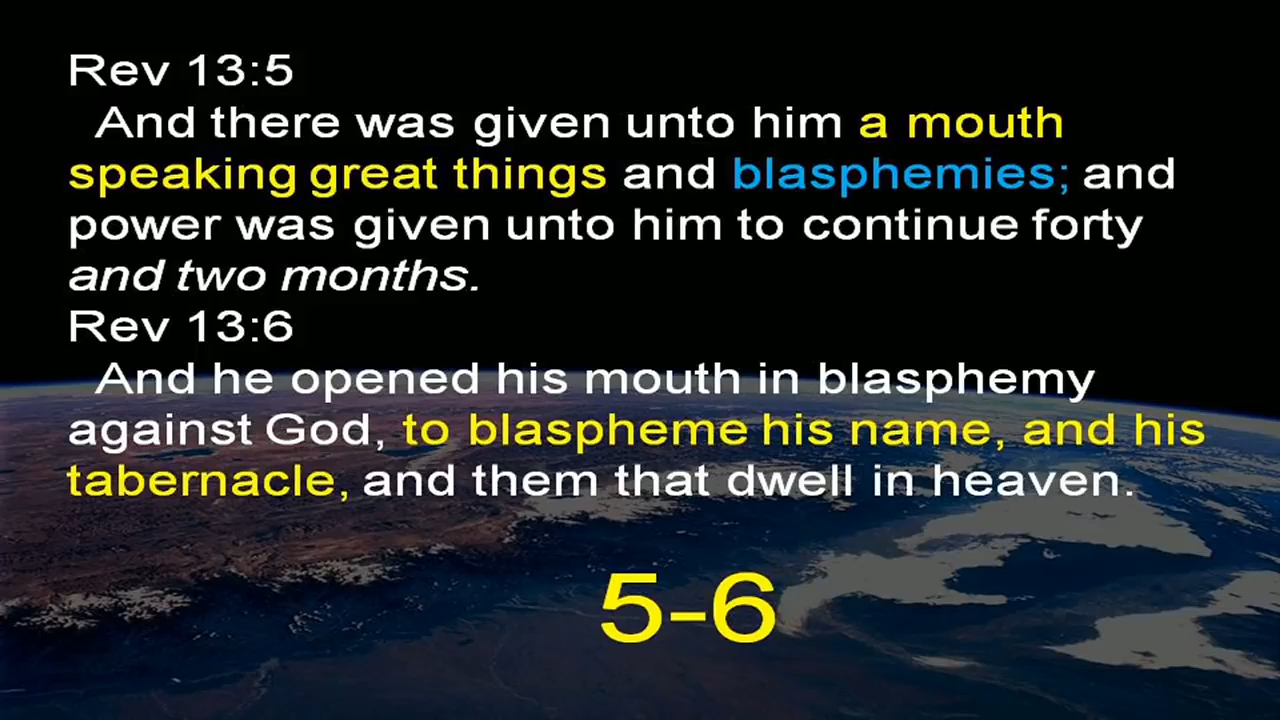 Rev 13:5
And there was given unto him a mouth
speaking great things and blasphemies; and
power was given unto him to continue forty
and two months.
Rev 13:6
And he opened his mouth in blasphemy
against God, to blaspheme his name, and his
tabernacle, and them that dwell in heaven.
5-6